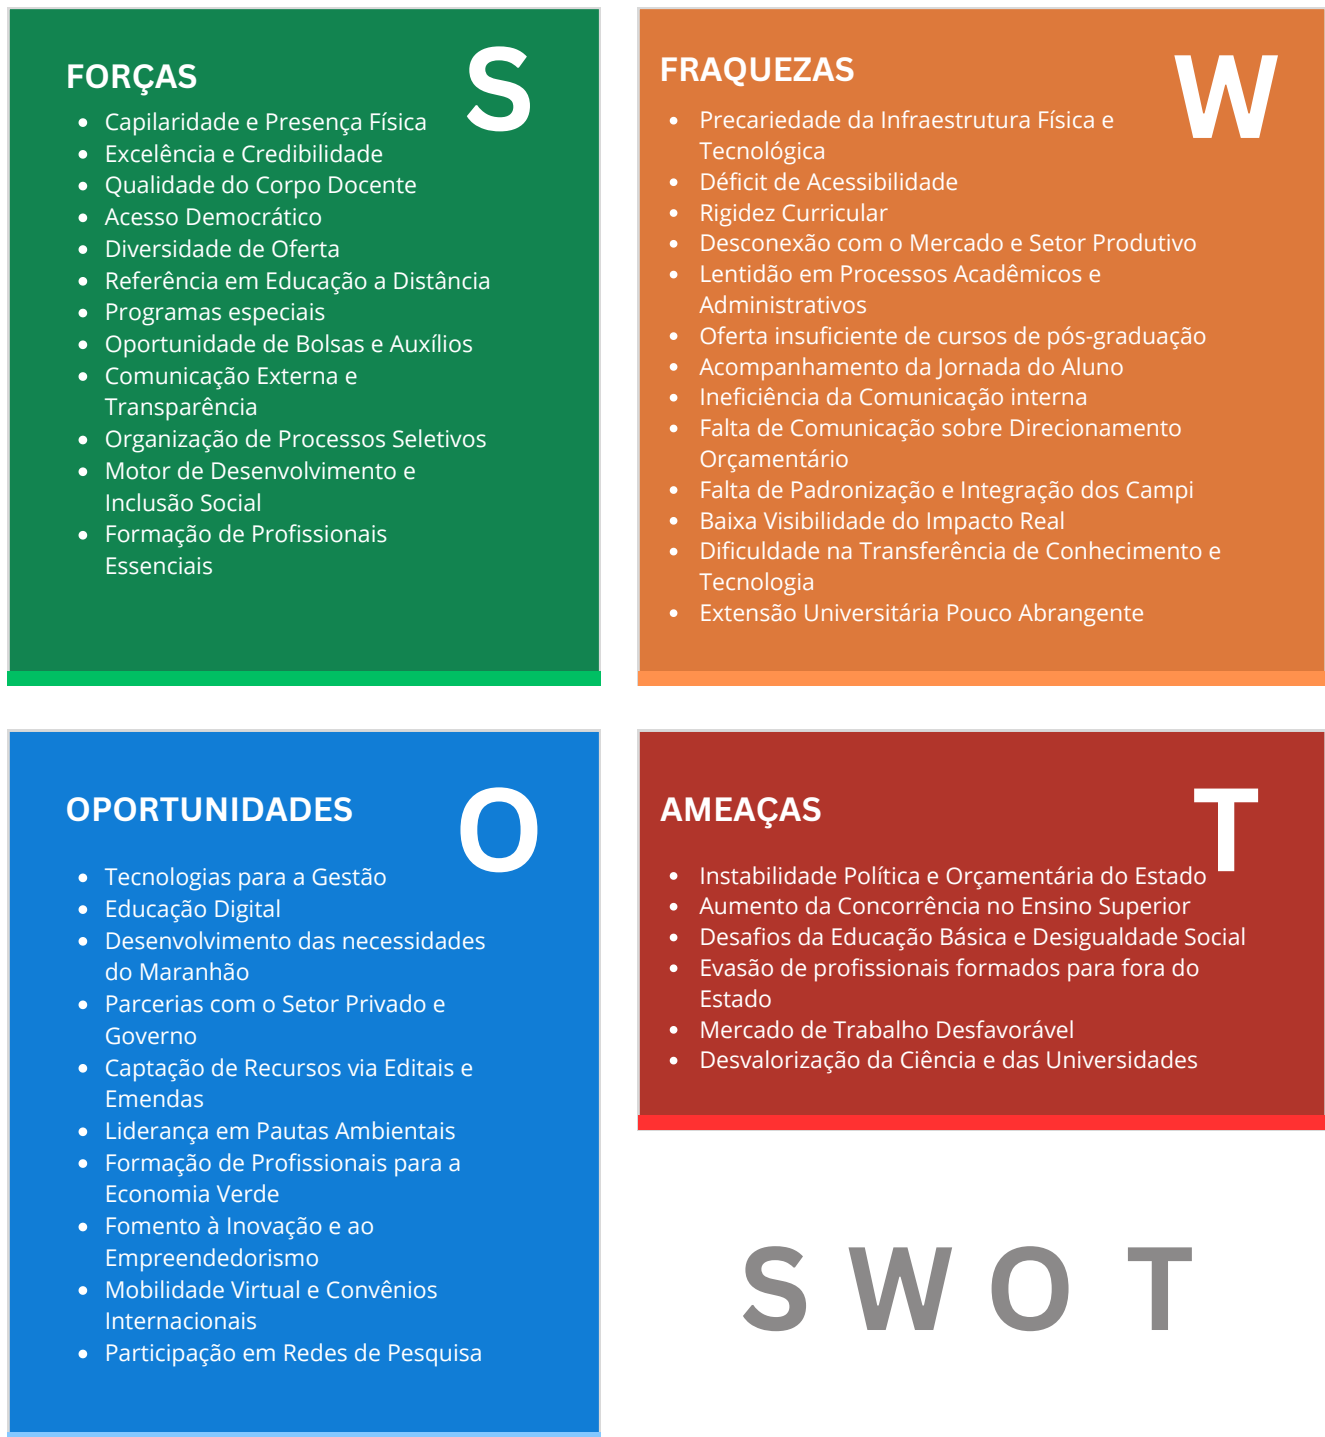 FORÇAS
S
Capilaridade e Presença Física
Excelência e Credibilidade
Qualidade do Corpo Docente
Acesso Democrático
Diversidade de Oferta
Referência em Educação a Distância
Programas especiais
Oportunidade de Bolsas e Auxílios
Comunicação Externa e
Transparência
Organização de Processos Seletivos
Motor de Desenvolvimento e
Inclusão Social
Formação de Profissionais
Essenciais
FRAQUEZAS
W
Precariedade da Infraestrutura Física e
Tecnológica
Déficit de Acessibilidade
Rigidez Curricular
Desconexão com o Mercado e Setor Produtivo
Lentidão em Processos Acadêmicos e
Administrativos
Oferta insuficiente de cursos de pós-graduação
Acompanhamento da Jornada do Aluno
Ineficiência da Comunicação interna
Falta de Comunicação sobre Direcionamento
Orçamentário
Falta de Padronização e Integração dos Campi
Baixa Visibilidade do Impacto Real
Dificuldade na Transferência de Conhecimento e
Tecnologia
Extensão Universitária Pouco Abrangente
OPORTUNIDADES
O
Tecnologias para a Gestão
Educação Digital
Desenvolvimento das necessidades
do Maranhão
Parcerias com o Setor Privado e
Governo
Captação de Recursos via Editais e
Emendas
Liderança em Pautas Ambientais
Formação de Profissionais para a
Economia Verde
Fomento à Inovação e ao
Empreendedorismo
Mobilidade Virtual e Convênios
Internacionais
Participação em Redes de Pesquisa
AMEAÇAS
T
Instabilidade Política e Orçamentária do Estado
Aumento da Concorrência no Ensino Superior
Desafios da Educação Básica e Desigualdade Social
Evasão de profissionais formados para fora do
Estado
Mercado de Trabalho Desfavorável
Desvalorização da Ciência e das Universidades
S W O T